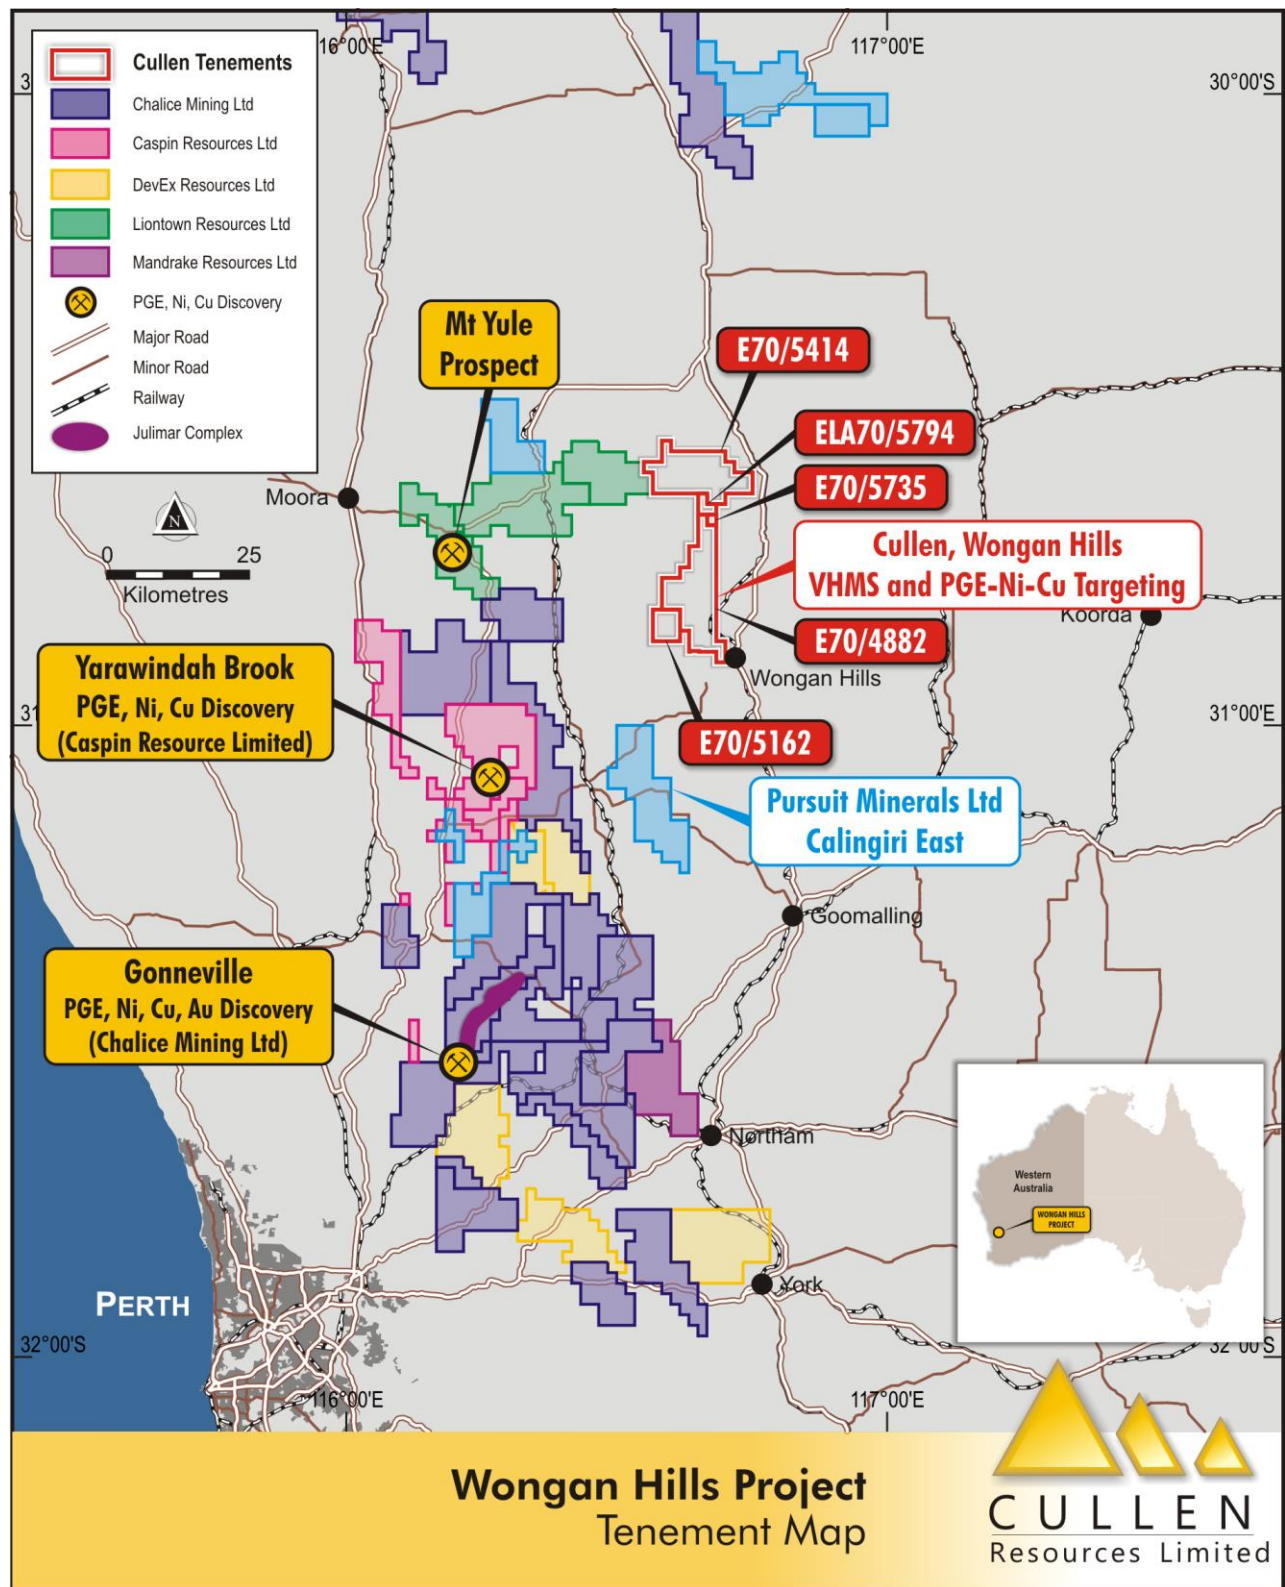 16°00'E
117°00'E
3
30°00'S
Cullen Tenements
Chalice Mining Ltd
Caspin Resources Ltd
DevEx Resources Ltd
Liontown Resources Ltd
Mandrake Resources Ltd
PGE, Ni, Cu Discovery
Major Road
Minor Road
Railway
Julimar Complex
N
0 25
Kilometres
Mt Yule
Prospect
E70/5414
ELA70/5794
E70/5735
Moora
Cullen, Wongan Hills
VHMS and PGE-Ni-Cu Targeting
Koorda
E70/4882
Wongan Hills
Yarawindah Brook
PGE, Ni, Cu Discovery
(Caspin Resource Limited)
31
31°00'E
E70/5162
Pursuit Minerals Ltd
Calingiri East
Goomalling
Gonneville
PGE, Ni, Cu, Au Discovery
(Chalice Mining Ltd)
Northam
Western
Australia
WONGAN HILLS
PROJECT
York
PERTH
32°00'S
32°00'S
116°00'E
117°00'E
Wongan Hills Project
Tenement Map
CULLEN
Resources Limited